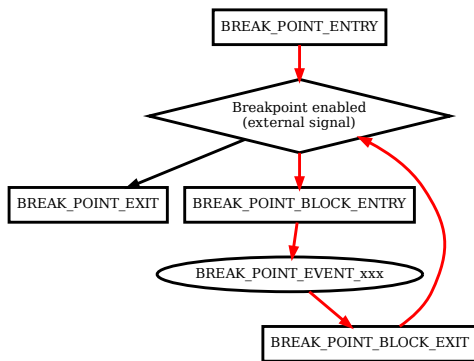 BREAK_POINT_ENTRY
Breakpoint enabled
(external signal)
BREAK_POINT_EXIT
BREAK_POINT_BLOCK_ENTRY
BREAK_POINT_EVENT_xxx
BREAK_POINT_BLOCK_EXIT